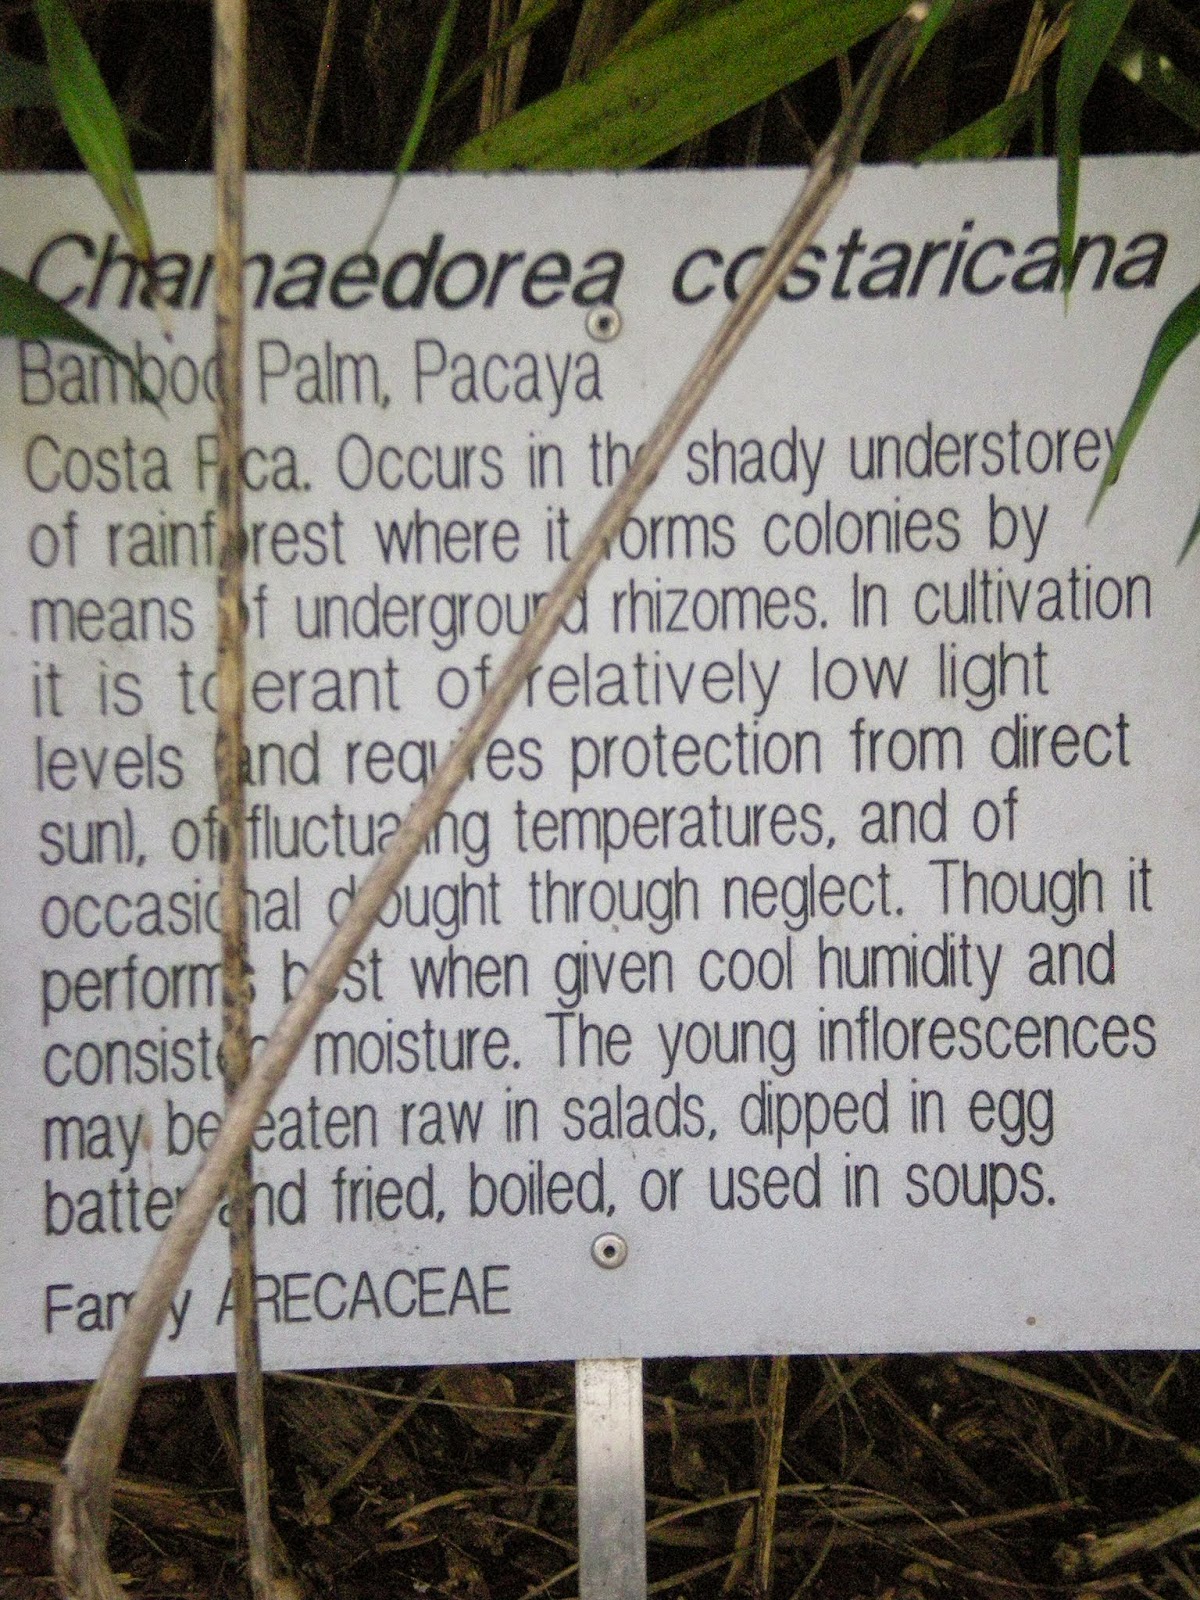 Chamaedorea costaricana
Bamboo Palm, Pacaya
Costa Rica. Occurs in the shady understorey
of rainforest where it forms colonies by
means of underground rhizomes. In cultivation
it is tolerant of relatively low light
levels (and requires protection from direct
sun), of fluctuating temperatures, and of
occasional drought through neglect. Though it
performs best when given cool humidity and
consistent moisture. The young inflorescences
may be eaten raw in salads, dipped in egg
batter and fried, boiled, or used in soups.
Family ARECACEAE